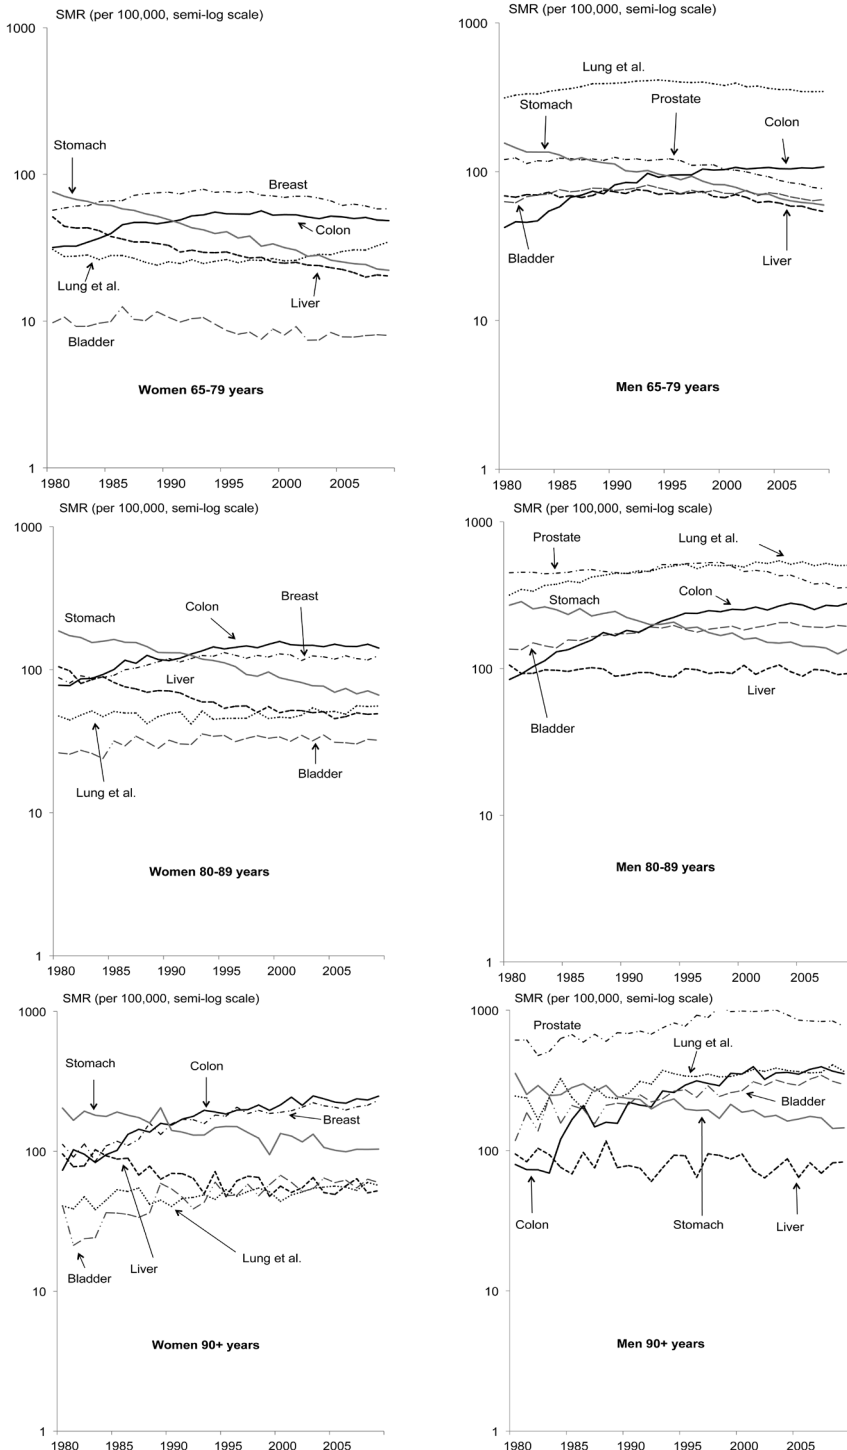 SMR (per 100,000, semi-log scale)
1000
Stomach
100
Breast
Colon
Lung et al.
Liver
10
Bladder
Women 65-79 years
1
1980 1985 1990 1995 2000 2005
SMR (per 100,000, semi-log scale)
1000
Lung et al.
Stomach
Prostate
Colon
100
Bladder
Liver
10
Men 65-79 years
1
1980 1985 1990 1995 2000 2005
SMR (per 100,000, semi-log scale)
1000
Stomach
Colon
Breast
100
Liver
Bladder
Lung et al.
10
Women 80-89 years
1
1980 1985 1990 1995 2000 2005
SMR (per 100,000, semi-log scale)
1000
Prostate
Lung et al.
Stomach
Colon
100
Liver
Bladder
10
Men 80-89 years
1
1980 1985 1990 1995 2000 2005
SMR (per 100,000, semi-log scale)
1000
Stomach
Colon
Breast
100
Lung et al.
Liver
Bladder
10
Women 90+ years
1
1980 1985 1990 1995 2000 2005
SMR (per 100,000, semi-log scale)
1000
Prostate
Lung et al.
Bladder
100
Colon
Stomach
Liver
10
Men 90+ years
1
1980 1985 1990 1995 2000 2005